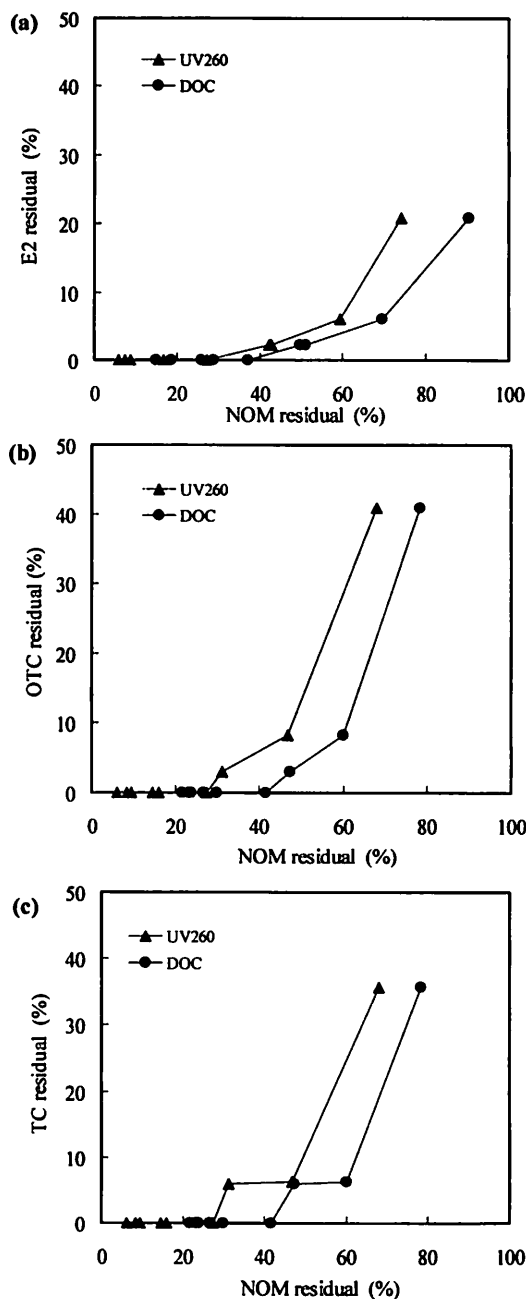 (a)
50
UV260
DOC
40
30
20
10
0
E2 residual (%)
0 20 40 60 80 100
NOM residual (%)
(b)
50
UV260
DOC
40
30
20
10
0
OTC residual (%)
0 20 40 60 80 100
NOM residual (%)
(c)
50
UV260
DOC
40
30
20
10
0
TC residual (%)
0 20 40 60 80 100
NOM residual (%)